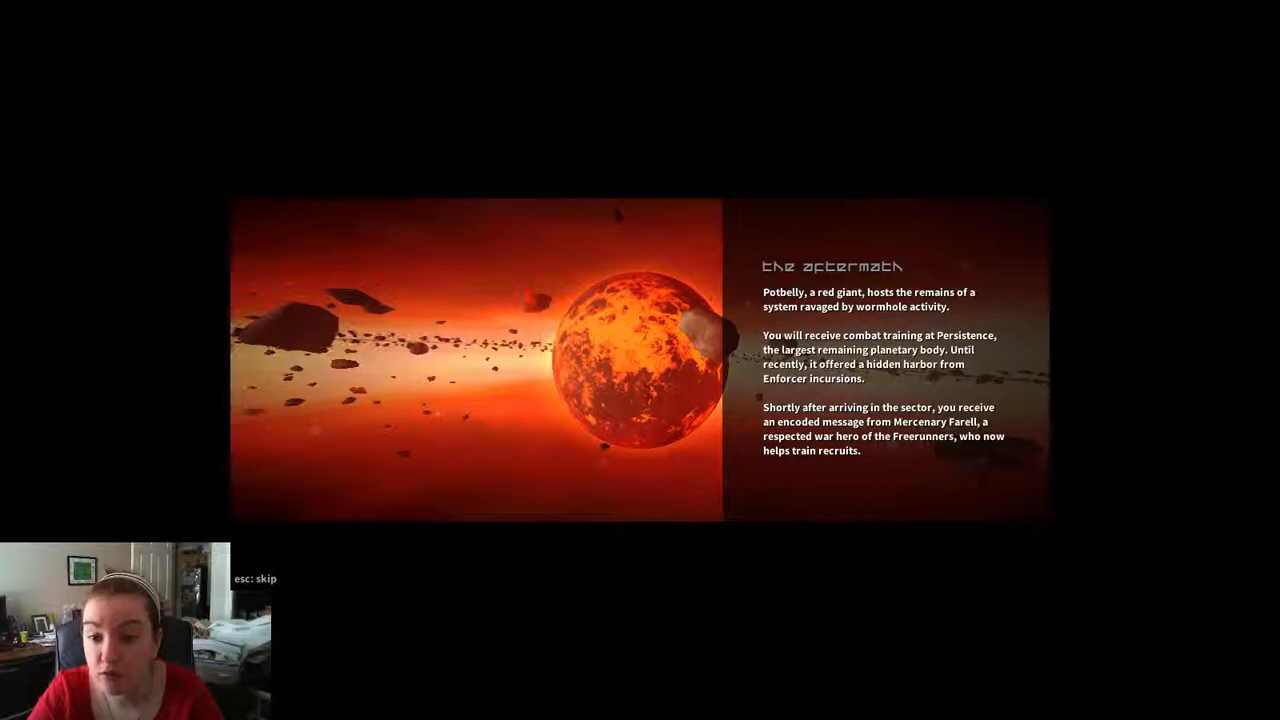 the aftermath
Potbelly, a red giant, hosts the remains of a
system ravaged by wormhole activity.
You will receive combat training at Persistence,
the largest remaining planetary body. Until
recently, it offered a hidden harbor from
Enforcer incursions.
Shortly after arriving in the sector, you receive
an encoded message from Mercenary Farell, a
respected war hero of the Freerunners, who now
helps train recruits.
esc: skip